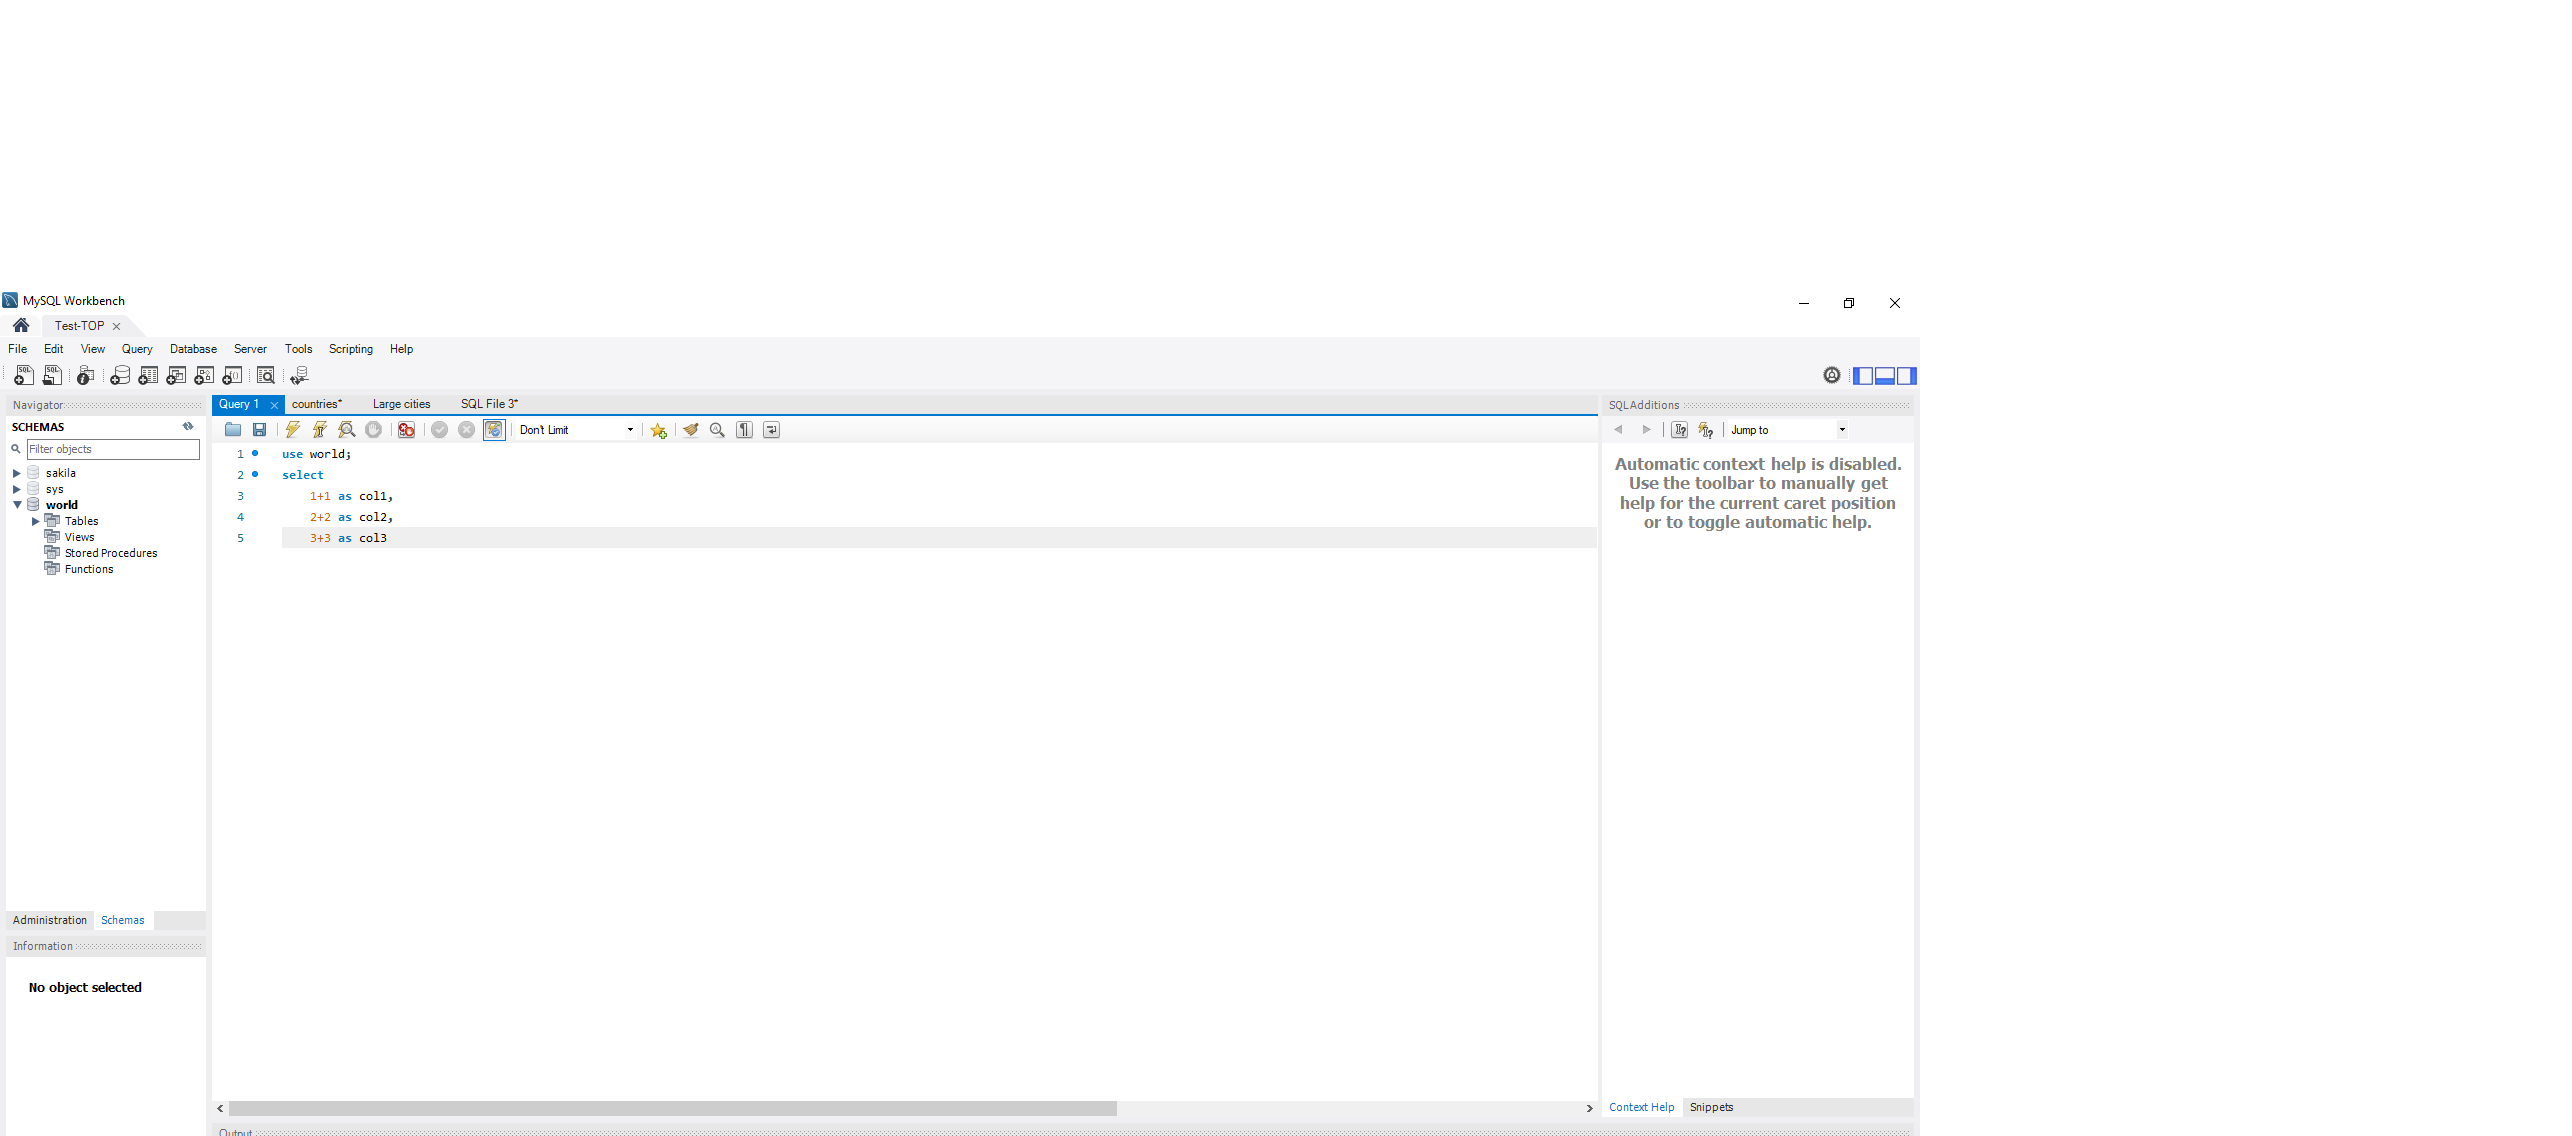 MySQL Workbench
Test-TOP
File Edit View Query Database Server Tools Scripting Help
Navigator
SCHEMAS
Filter objects
sakila
sys
world
Tables
Views
Stored Procedures
Functions
Administration Schemas
Information
No object selected
Query 1 countries* Large cities SQL File 3*
Don't Limit
1 use world;
2 select
3 1+1 as col1,
4 2+2 as col2,
5 3+3 as col3
Output
SQLAdditions
Jump to
Automatic context help is disabled.
Use the toolbar to manually get
help for the current caret position
or to toggle automatic help.
Context Help Snippets